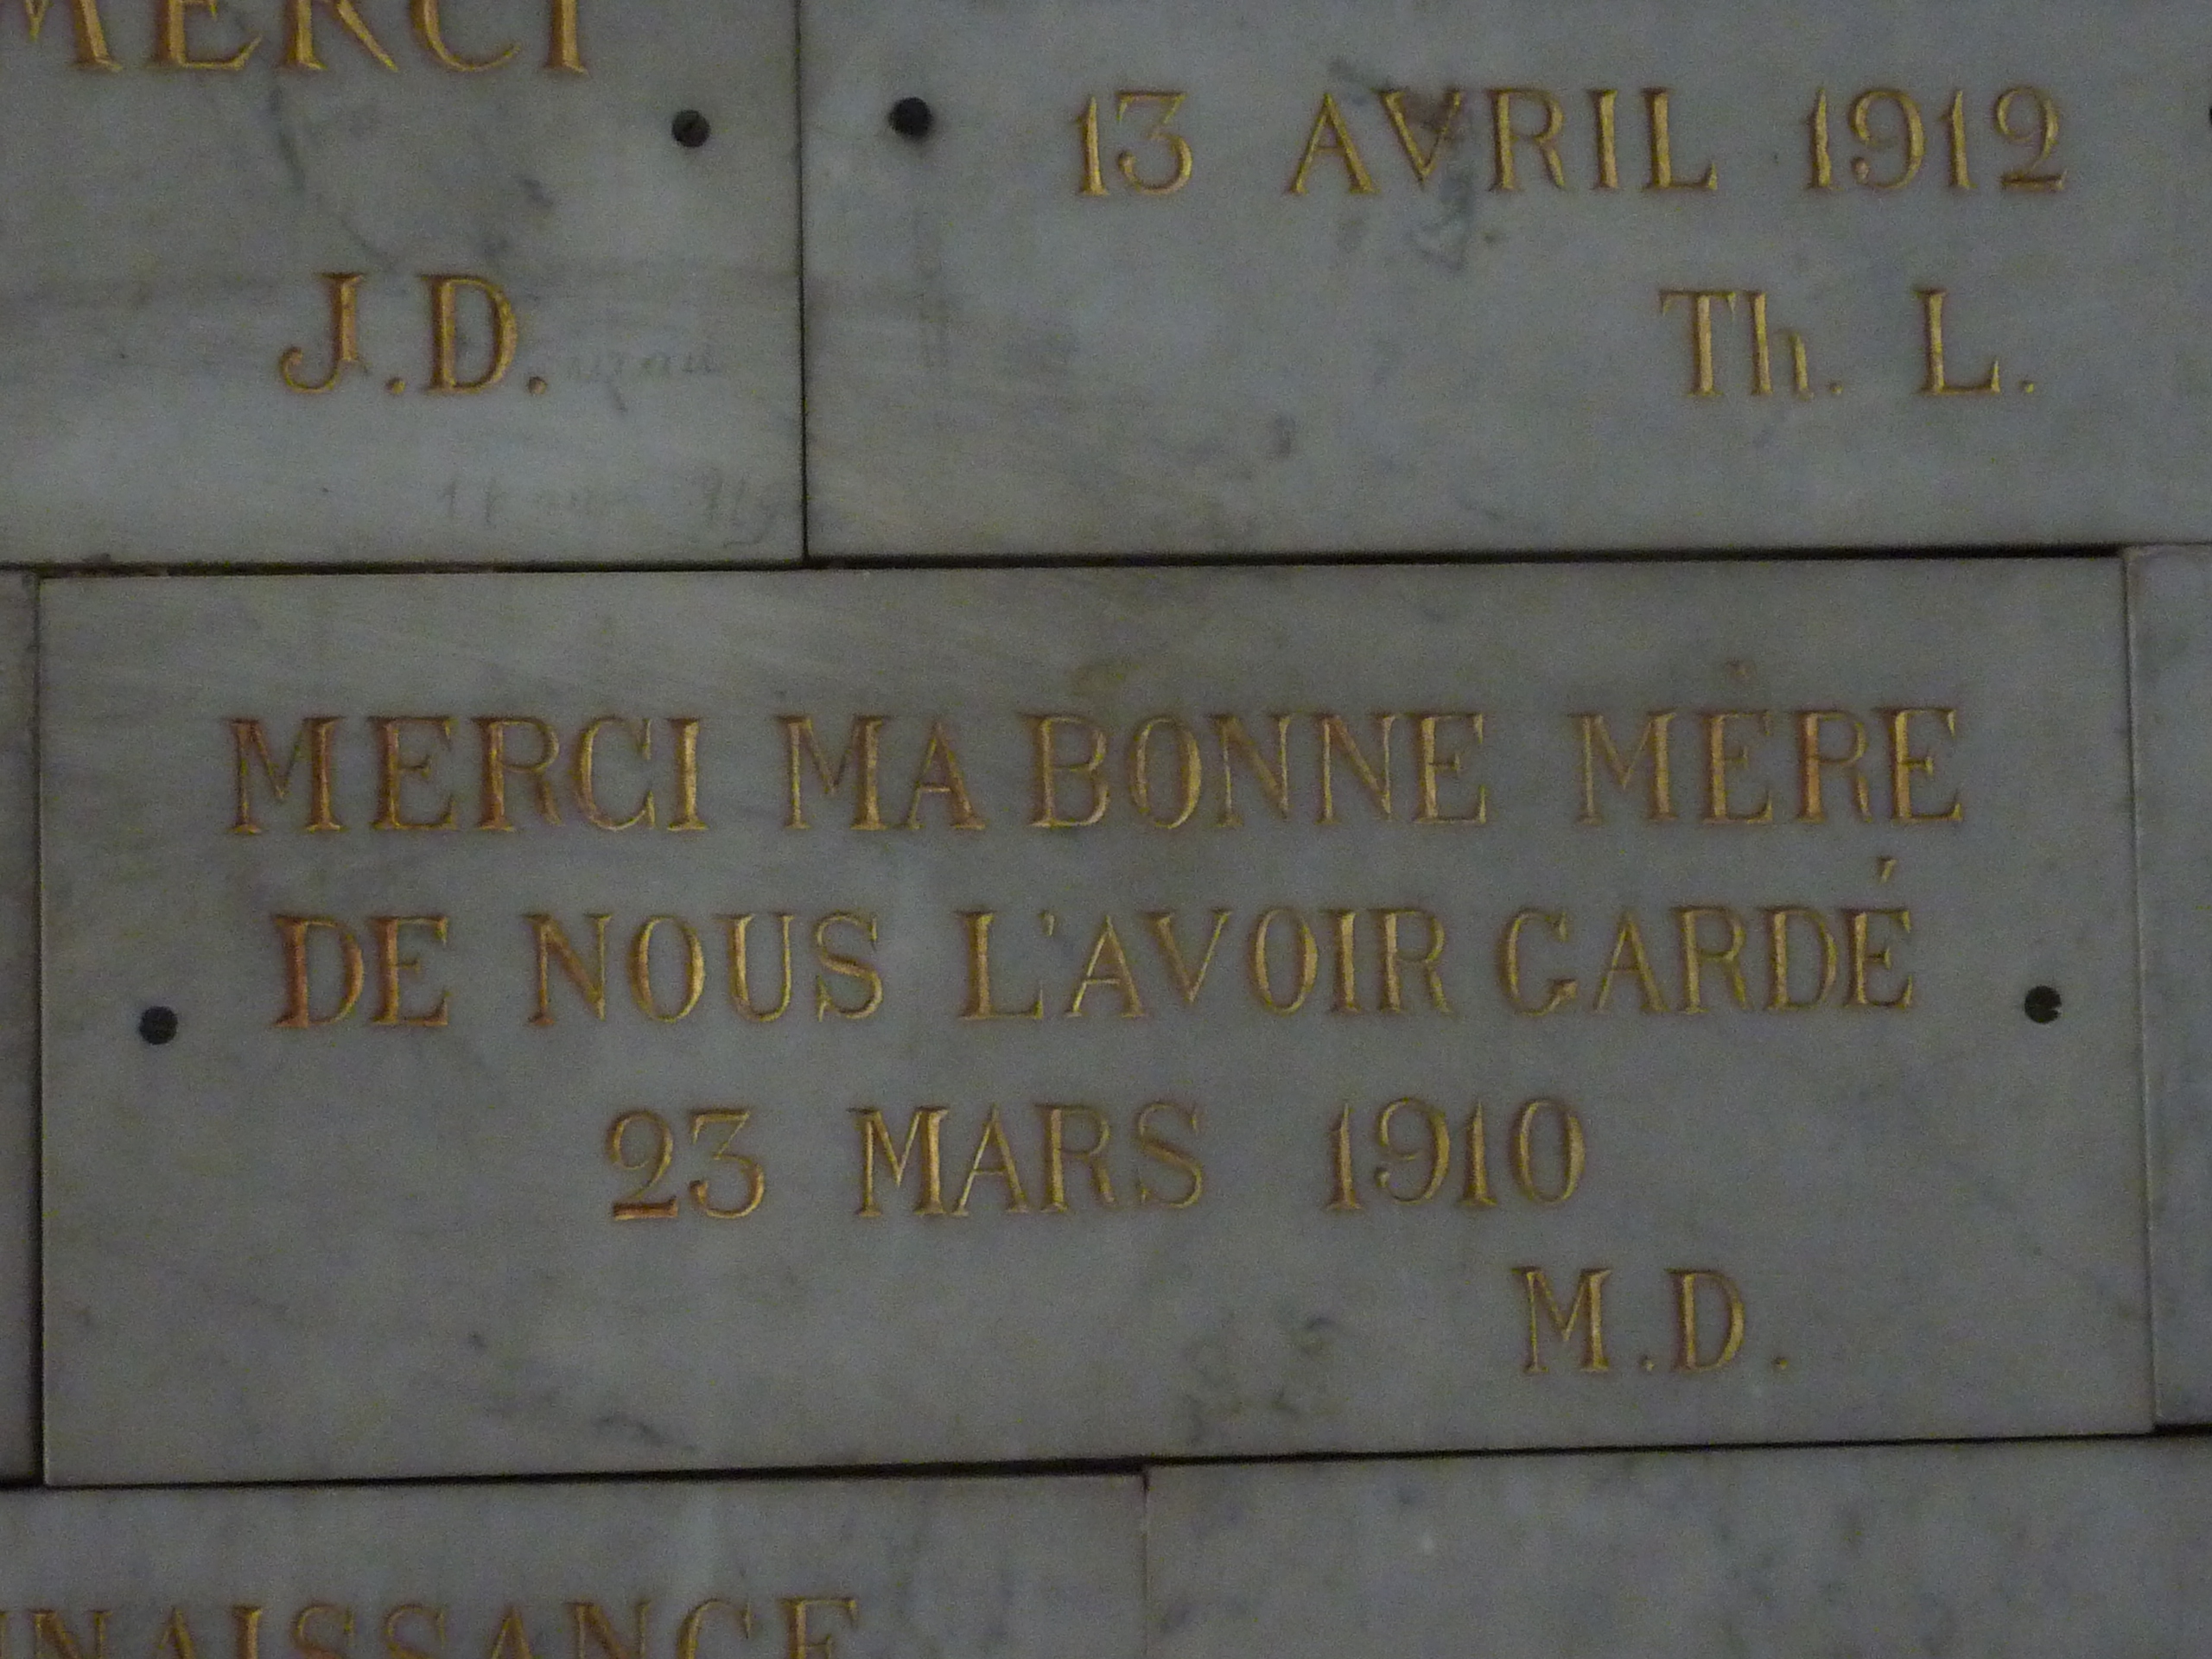 MERCI
J.D.
13 AVRIL 1912
Th. L.
MERCI MA BONNE MÈRE
DE NOUS L'AVOIR GARDÉ
23 MARS 1910
M.D.
NAISSANCE